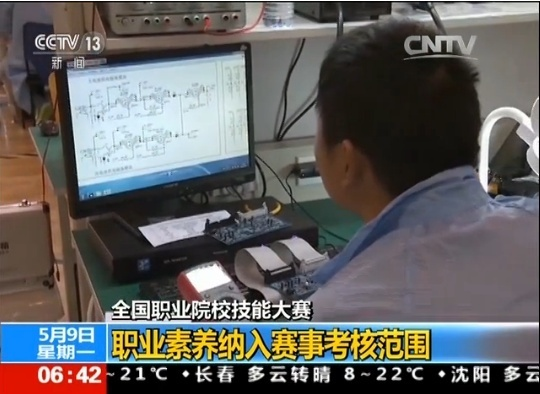 CCTV 13
新闻
CNTV
全国职业院校技能大赛
5月9日
星期一
职业素养纳入赛事考核范围
06:42
~21℃ •长春 多云转晴 8~22℃ •沈阳 多云